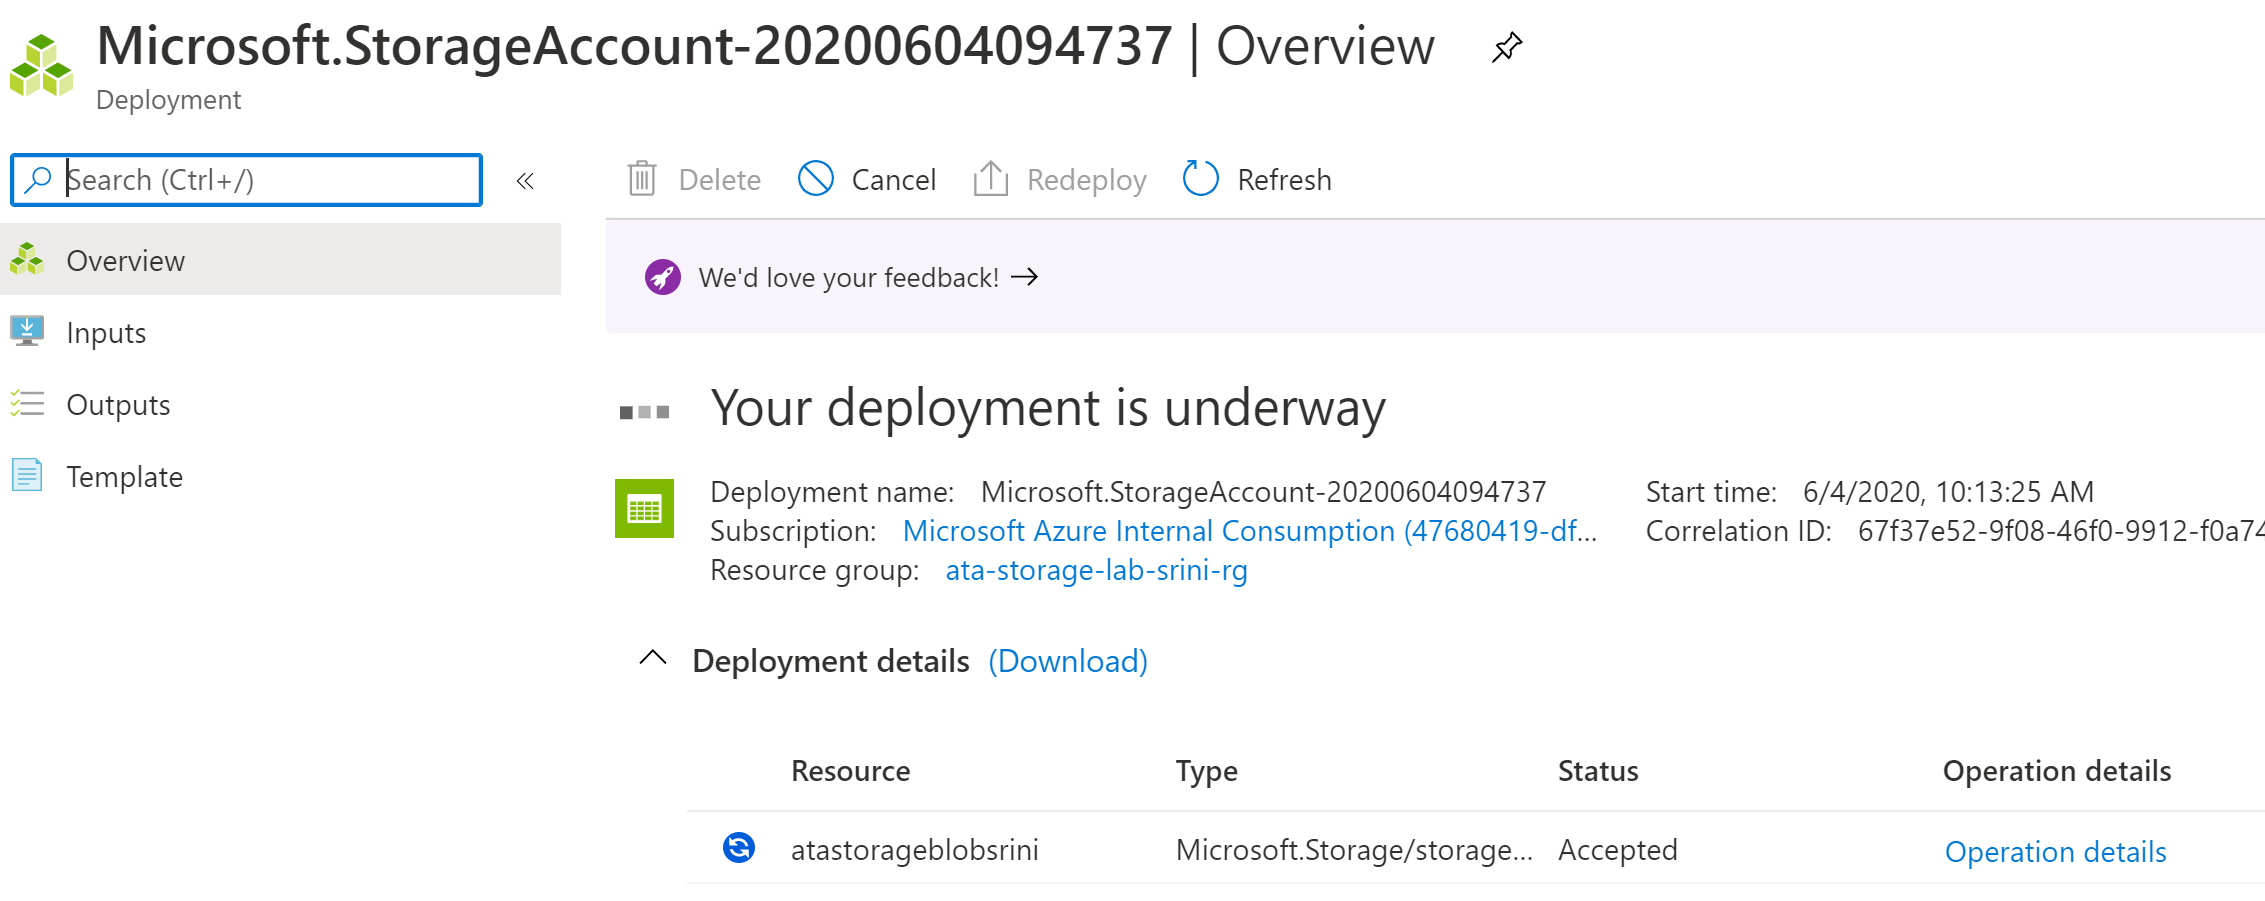 Microsoft.StorageAccount-20200604094737 | Overview
Deployment
Search (Ctrl+/)
«
Overview
Inputs
Outputs
Template
Delete Cancel Redeploy Refresh
We'd love your feedback! →
Your deployment is underway
Deployment name: Microsoft.StorageAccount-20200604094737 Start time: 6/4/2020, 10:13:25 AM
Subscription: Microsoft Azure Internal Consumption (47680419-df... Correlation ID: 67f37e52-9f08-46f0-9912-f0a74
Resource group: ata-storage-lab-srini-rg
Deployment details (Download)
Resource Type Status Operation details
atastorageblobsrini Microsoft.Storage/storage... Accepted Operation details